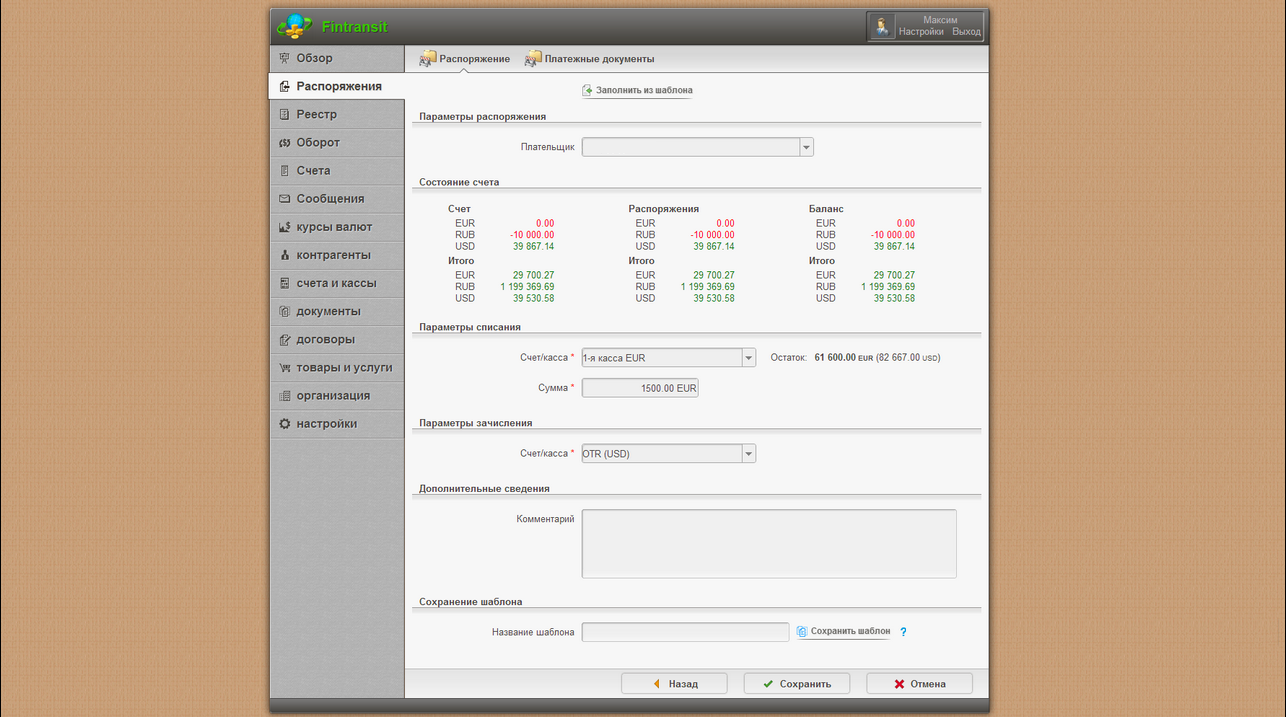 Fintransit
Максим
Настройки Выход
Обзор
Распоряжения
Реестр
Оборот
Счета
Сообщения
курсы валют
контрагенты
счета и кассы
документы
договоры
товары и услуги
организация
настройки
Распоряжение Платежные документы
Заполнить из шаблона
Параметры распоряжения
Плательщик
Состояние счета
Счет Распоряжения Баланс
EUR 0.00 EUR 0.00 EUR 0.00
RUB -10 000.00 RUB -10 000.00 RUB -10 000.00
USD 39 867.14 USD 39 867.14 USD 39 867.14
Итого Итого Итого
EUR 29 700.27 EUR 29 700.27 EUR 29 700.27
RUB 1 199 369.69 RUB 1 199 369.69 RUB 1 199 369.69
USD 39 530.58 USD 39 530.58 USD 39 530.58
Параметры списания
Счет/касса * 1-я касса EUR Остаток: 61 600.00 EUR (82 667.00 USD)
Сумма * 1500.00 EUR
Параметры зачисления
Счет/касса * OTR (USD)
Дополнительные сведения
Комментарий
Сохранение шаблона
Название шаблона Сохранить шаблон ?
Назад Сохранить Отмена